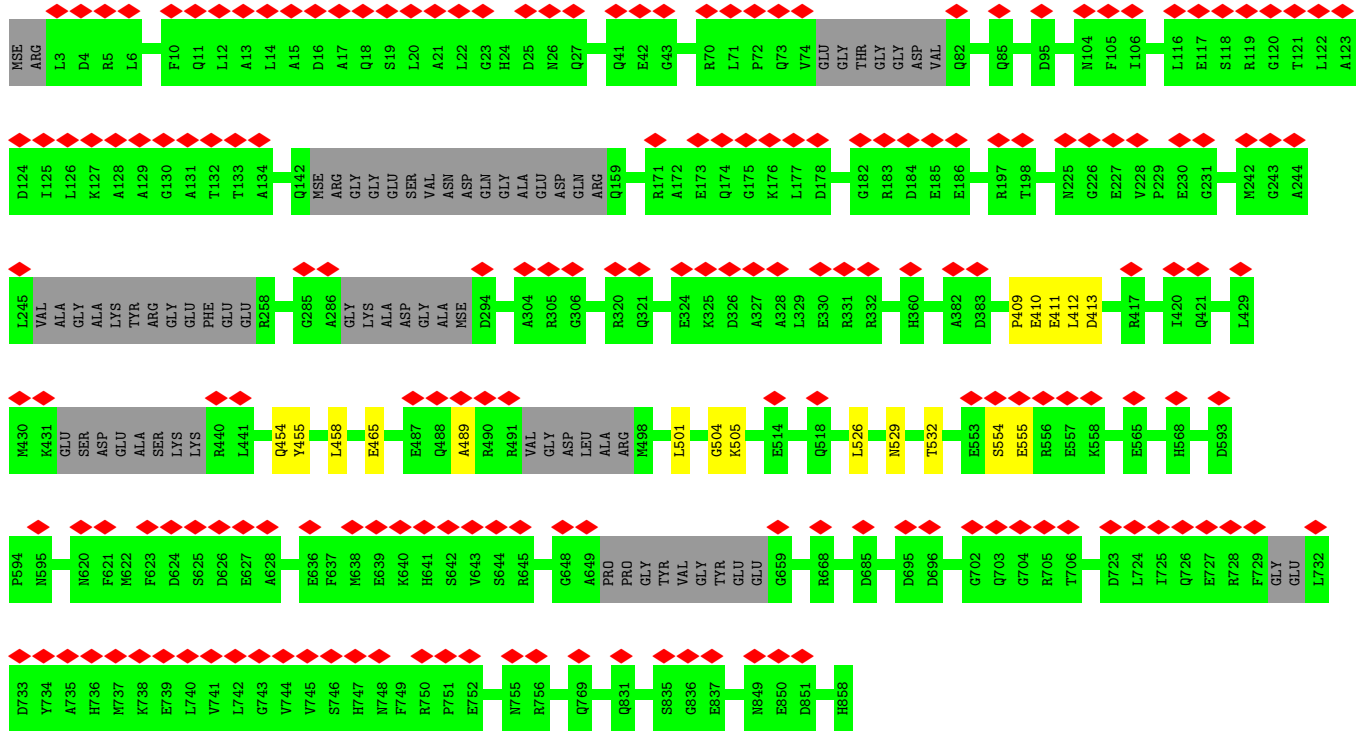 MSE ARG L3 D4 R5 L6 F10 Q11 L12 A13 L14 A15 D16 A17 Q18 S19 L20 A21 L22 G23 H24 D25 N26 Q27 Q41 E42 G43 R70 L71 P72 Q73 V74 GLU GLY THR GLY GLY ASP VAL Q82 Q85 D95 N104 F105 I106 L116 E117 S118 R119 G120 T121 L122 A123
D124 I125 L126 K127 A128 A129 G130 A131 T132 T133 A134 Q142 MSE ARG GLY GLY GLU SER VAL ASN ASP GLN GLY ALA GLU ASP GLN ARG Q159 R171 A172 E173 Q174 G175 K176 L177 D178 G182 R183 D184 E185 E186 R197 T198 N225 G226 E227 V228 P229 E230 G231 M242 G243 A244
L245 VAL ALA GLY ALA LYS TYR ARG GLY GLU PHE GLU GLU R258 G285 A286 GLY LYS ALA ASP GLY ALA MSE D294 A304 R305 G306 R320 Q321 E324 K325 D326 A327 A328 L329 E330 R331 R332 H360 A382 D383 P409 E410 E411 L412 D413 R417 I420 Q421 L429
M430 K431 GLU SER ASP GLU ALA SER LYS LYS R440 L441 Q454 Y455 L458 E465 E487 Q488 A489 R490 R491 VAL GLY ASP LEU ALA ARG M498 L501 G504 K505 E514 Q518 L526 N529 T532 E553 S554 E555 R556 E557 K558 E565 H568 D593
F594 N595 N620 F621 M622 F623 D624 S625 D626 E627 A628 E636 F637 M638 E639 K640 H641 S642 V643 S644 R645 G648 A649 PRO PRO GLY TYR VAL GLY TYR GLU GLU G659 R668 D685 D695 D696 G702 Q703 G704 R705 T706 D723 L724 I725 Q726 E727 R728 F729 GLY GLU L732
D733 Y734 A735 H736 M737 K738 E739 L740 V741 L742 G743 V744 V745 S746 H747 N748 F749 R750 P751 E752 N755 R756 Q769 Q831 S835 G836 E837 N849 E850 D851 H858